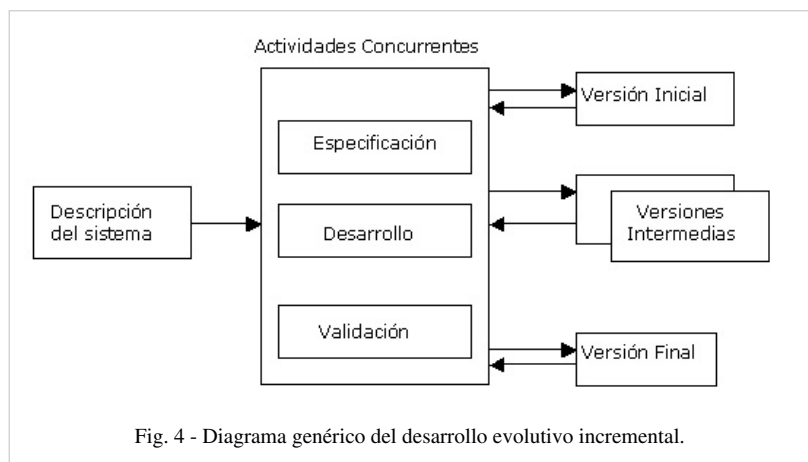 Actividades Concurrentes
Especificación
Desarrollo
Validación
Descripción
del sistema
Versión Inicial
Versiones
Intermedias
Versión Final
Fig. 4 - Diagrama genérico del desarrollo evolutivo incremental.